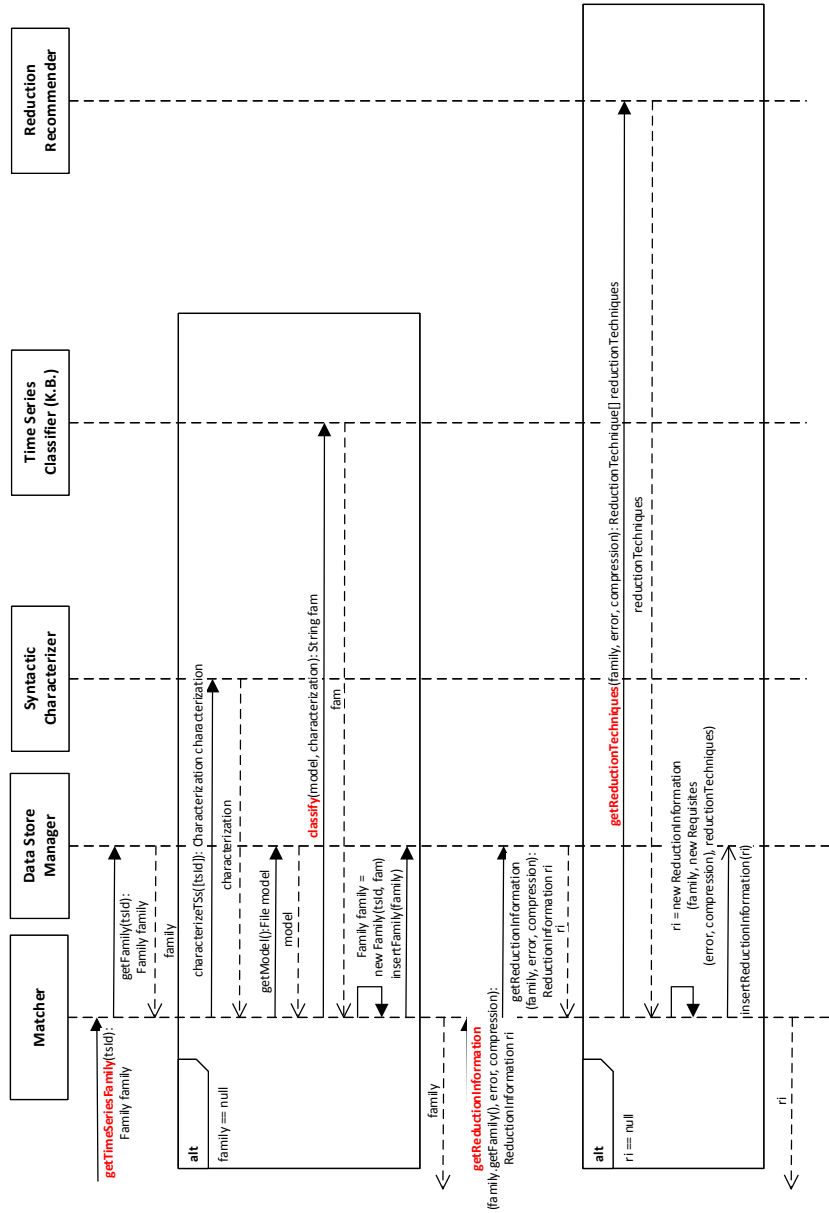 Matcher
Data Store
Manager
Syntactic
Characterizer
Time Series
Classifier (K.B.)
Reduction
Recommender
getTimeSeriesFamily(tsId):
Family family
getFamily(tsId):
Family family
family
alt
family == null
characterizeTSs([tsId]): Characterization characterization
characterization
getModel():File model
model
classify(model, characterization): String fam
fam
Family family =
new Family(tsId, fam)
insertFamily(family)
family
getReductionInformation
(family.getFamily(), error, compression):
ReductionInformation ri
getReductionInformation
(family, error, compression):
ReductionInformation ri
ri
alt
ri == null
getReductionTechniques(family, error, compression): ReductionTechnique[] reductionTechniques
reductionTechniques
ri = new ReductionInformation
(family, new Requisites
(error, compression), reductionTechniques)
insertReductionInformation(ri)
ri